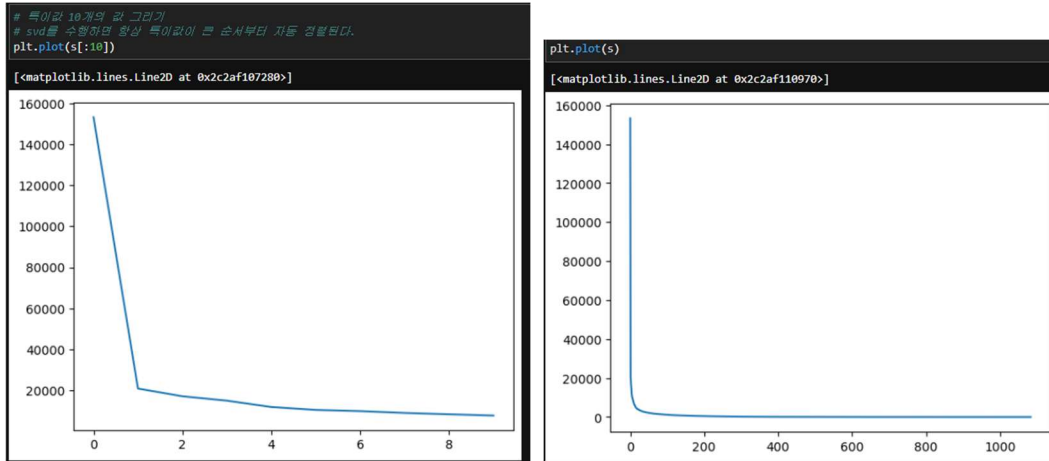 # 특이값 10개의 값 그리기
# svd를 수행하면 항상 특이값이 큰 순서부터 자동 정렬된다.
plt.plot(s[:10])
[<matplotlib.lines.Line2D at 0x2c2af107280>]
160000
140000
120000
100000
80000
60000
40000
20000
0 2 4 6 8
plt.plot(s)
[<matplotlib.lines.Line2D at 0x2c2af110970>]
160000
140000
120000
100000
80000
60000
40000
20000
0
0 200 400 600 800 1000